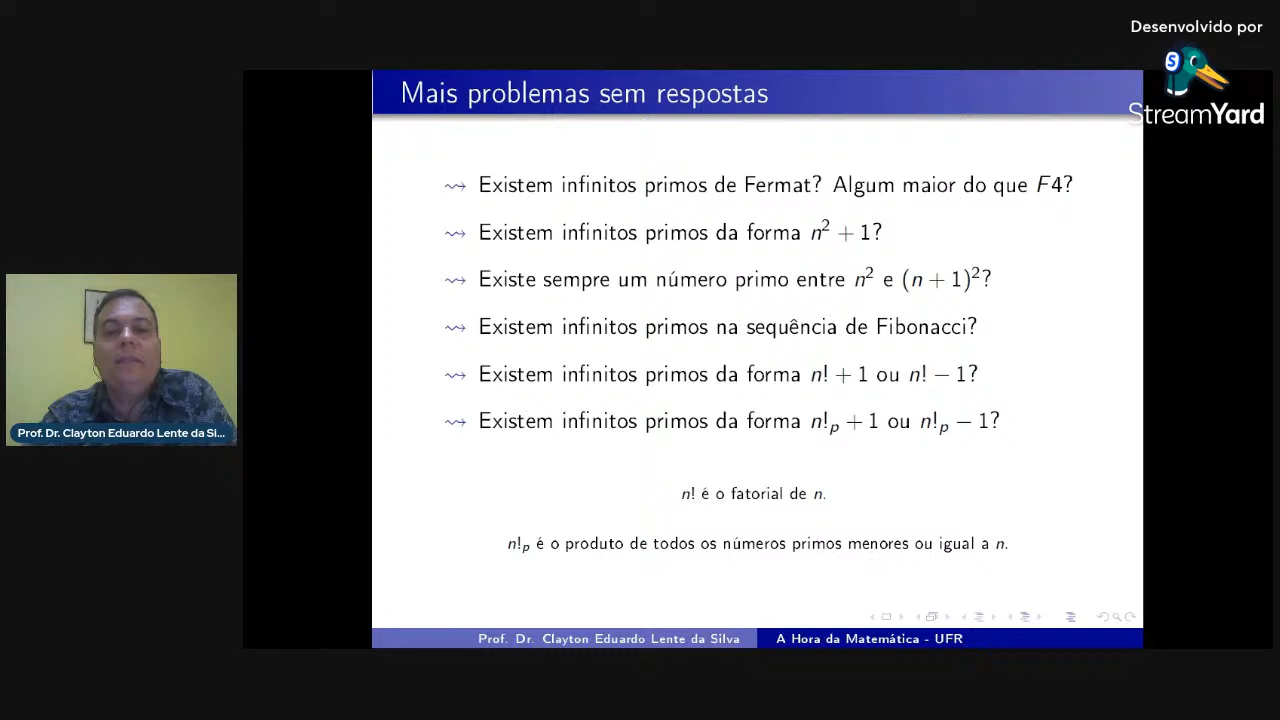 Desenvolvido por
StreamYard
Mais problemas sem respostas
Existem infinitos primos de Fermat? Algum maior do que F4?
Existem infinitos primos da forma n² + 1?
Existe sempre um número primo entre n² e (n + 1)²?
Existem infinitos primos na sequência de Fibonacci?
Existem infinitos primos da forma n! + 1 ou n! − 1?
Existem infinitos primos da forma n!ₚ + 1 ou n!ₚ − 1?
n! é o fatorial de n.
n!ₚ é o produto de todos os números primos menores ou igual a n.
Prof. Dr. Clayton Eduardo Lente da Si...
Prof. Dr. Clayton Eduardo Lente da Silva
A Hora da Matemática - UFR